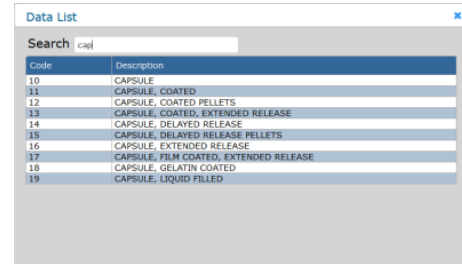 Data List
Search cap
Code Description
10 CAPSULE
11 CAPSULE, COATED
12 CAPSULE, COATED PELLETS
13 CAPSULE, COATED, EXTENDED RELEASE
14 CAPSULE, DELAYED RELEASE
15 CAPSULE, DELAYED RELEASE PELLETS
16 CAPSULE, EXTENDED RELEASE
17 CAPSULE, FILM COATED, EXTENDED RELEASE
18 CAPSULE, GELATIN COATED
19 CAPSULE, LIQUID FILLED